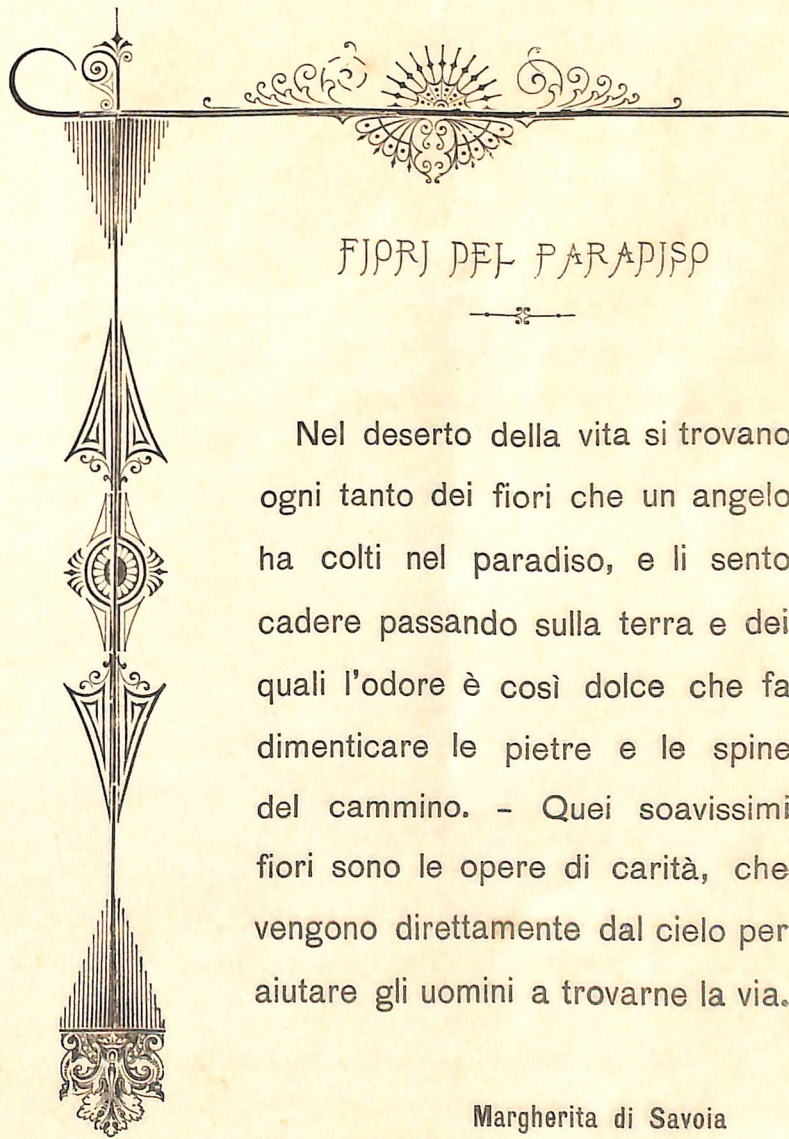 FIORI DEL PARADISO
Nel deserto della vita si trovano
ogni tanto dei fiori che un angelo
ha colti nel paradiso, e li sento
cadere passando sulla terra e dei
quali l'odore è così dolce che fa
dimenticare le pietre e le spine
del cammino. - Quei soavissimi
fiori sono le opere di carità, che
vengono direttamente dal cielo per
aiutare gli uomini a trovarne la via.
Margherita di Savoia